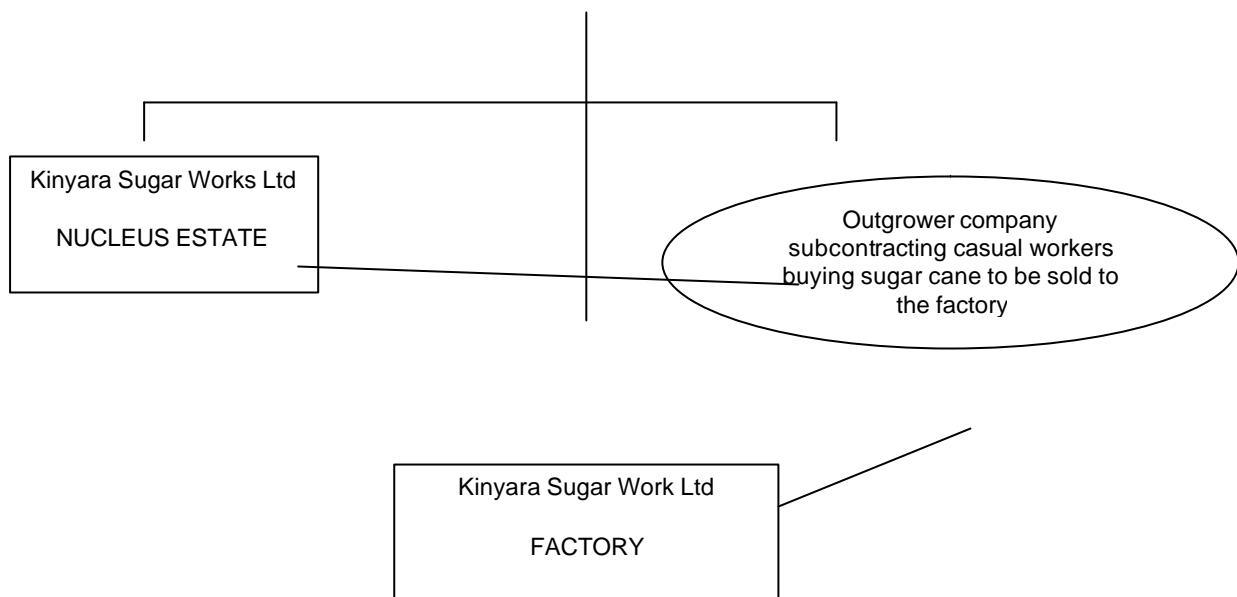 Kinyara Sugar Works Ltd
NUCLEUS ESTATE
Outgrower company
subcontracting casual workers
buying sugar cane to be sold to
the factory
Kinyara Sugar Work Ltd
FACTORY